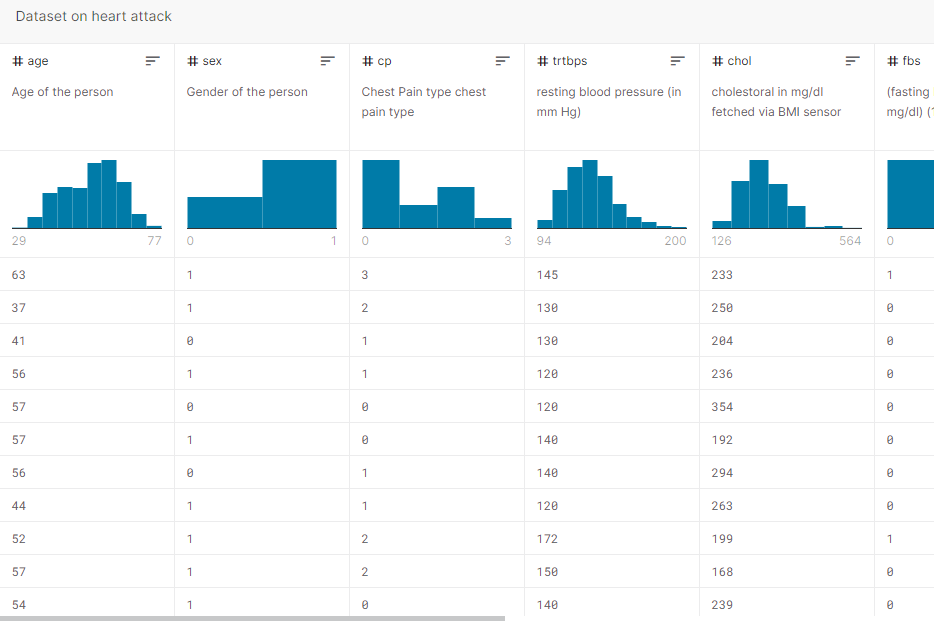 Dataset on heart attack
# age # sex # cp # trtbps # chol # fbs
Age of the person Gender of the person Chest Pain type chest resting blood pressure (in cholestoral in mg/dl (fasting
pain type mm Hg) fetched via BMI sensor mg/dl) (
29 77 0 1 0 3 94 200 126 564 0
63 1 3 145 233 1
37 1 2 130 250 0
41 0 1 130 204 0
56 1 1 120 236 0
57 0 0 120 354 0
57 1 0 140 192 0
56 0 1 140 294 0
44 1 1 120 263 0
52 1 2 172 199 1
57 1 2 150 168 0
54 1 0 140 239 0